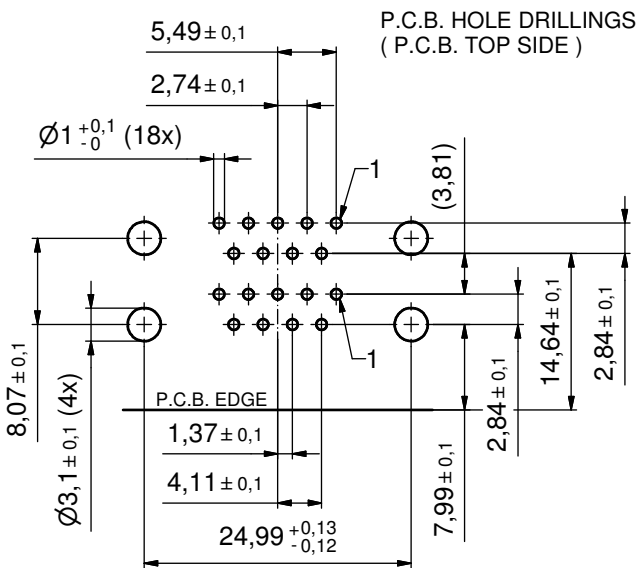 P.C.B. HOLE DRILLINGS
( P.C.B. TOP SIDE )
5,49 ± 0,1
2,74 ± 0,1
Ø1 +0,1 -0 (18x)
1
(3,81)
8,07 ± 0,1
Ø3,1 ± 0,1 (4x)
1
14,64 ± 0,1
2,84 ± 0,1
2,84 ± 0,1
7,99 ± 0,1
P.C.B. EDGE
1,37 ± 0,1
4,11 ± 0,1
24,99 +0,13 -0,12